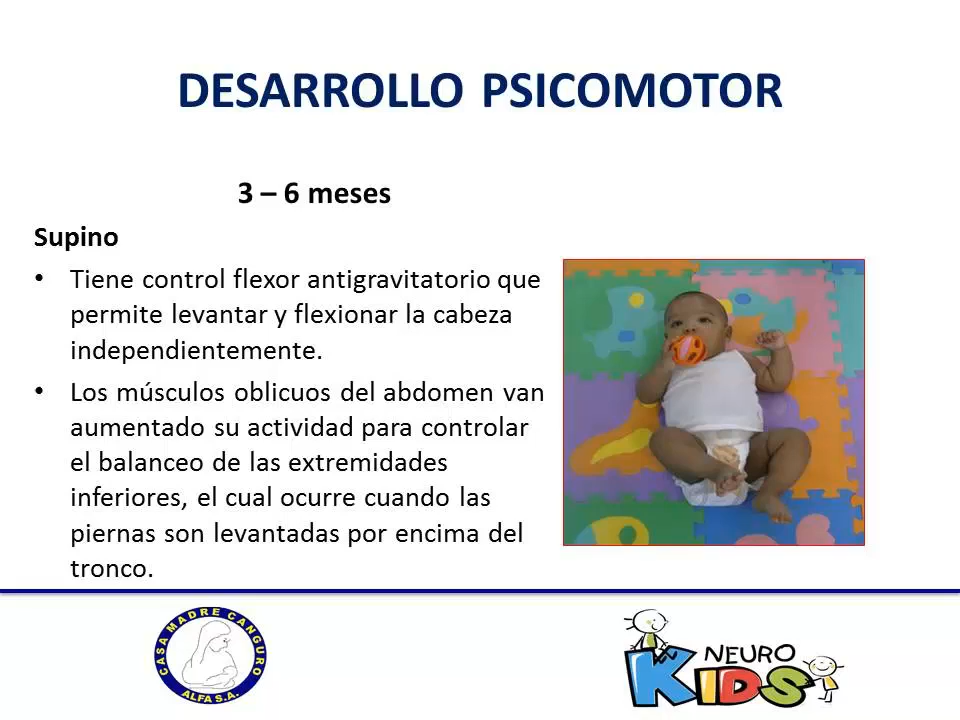 DESARROLLO PSICOMOTOR
3 – 6 meses
Supino
• Tiene control flexor antigravitatorio que
permite levantar y flexionar la cabeza
independientemente.
• Los músculos oblicuos del abdomen van
aumentado su actividad para controlar
el balanceo de las extremidades
inferiores, el cual ocurre cuando las
piernas son levantadas por encima del
tronco.
CASA MADRE CANGURO
ALFA S.A.
NEURO
KIDS